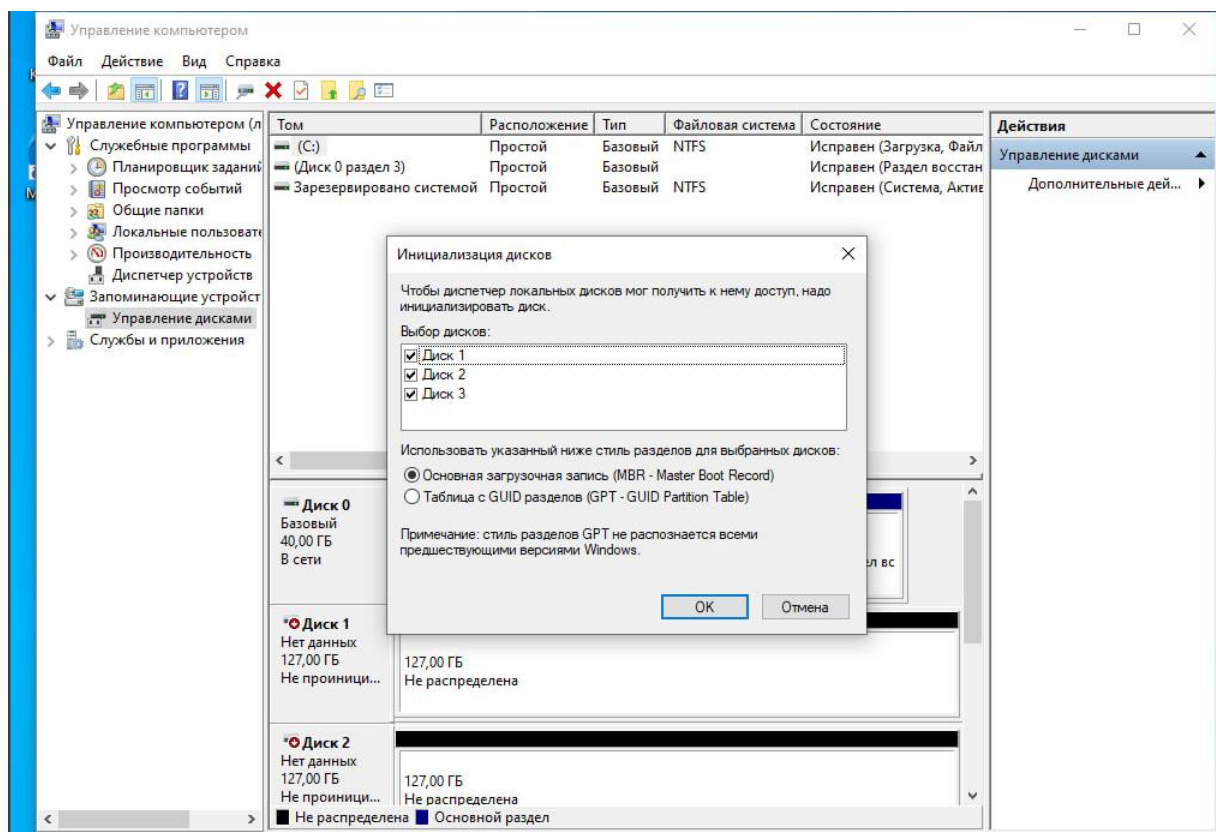 Управление компьютером
Файл Действие Вид Справка
Управление компьютером (л
Служебные программы
Планировщик заданий
Просмотр событий
Общие папки
Локальные пользовате
Производительность
Диспетчер устройств
Запоминающие устройст
Управление дисками
Службы и приложения
Том Расположение Тип Файловая система Состояние
(C:) Простой Базовый NTFS Исправен (Загрузка, Файл
(Диск 0 раздел 3) Простой Базовый Исправен (Раздел восстан
Зарезервировано системой Простой Базовый NTFS Исправен (Система, Актив
Действия
Управление дисками
Дополнительные дей...
Инициализация дисков
Чтобы диспетчер локальных дисков мог получить к нему доступ, надо
инициализировать диск.
Выбор дисков:
Диск 1
Диск 2
Диск 3
Использовать указанный ниже стиль разделов для выбранных дисков:
Основная загрузочная запись (MBR - Master Boot Record)
Таблица с GUID разделов (GPT - GUID Partition Table)
Примечание: стиль разделов GPT не распознается всеми
предшествующими версиями Windows.
OK Отмена
Диск 0
Базовый
40,00 ГБ
В сети
Диск 1
Нет данных
127,00 ГБ
Не проиници...
127,00 ГБ
Не распределена
Диск 2
Нет данных
127,00 ГБ
Не проиници...
127,00 ГБ
Не распределена
Не распределена Основной раздел